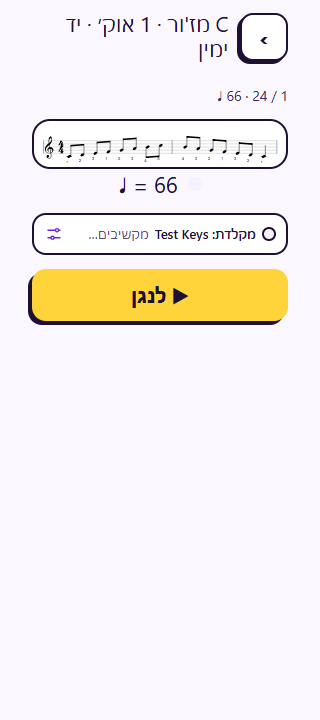 C מז'ור · 1 אוק׳ · יד
ימין
1 / 24 · 66 ♩
♩ = 66
מקלדת: Test Keys מקשיבים...
▶ לנגן